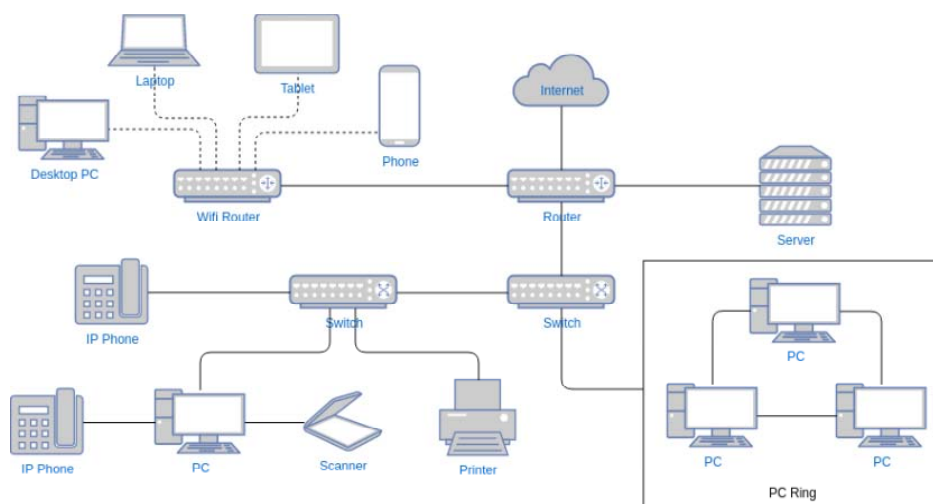 Laptop
Tablet
Internet
Desktop PC
Phone
Wifi Router
Router
Server
IP Phone
Switch
Switch
PC
PC
PC
IP Phone
PC
Scanner
Printer
PC Ring